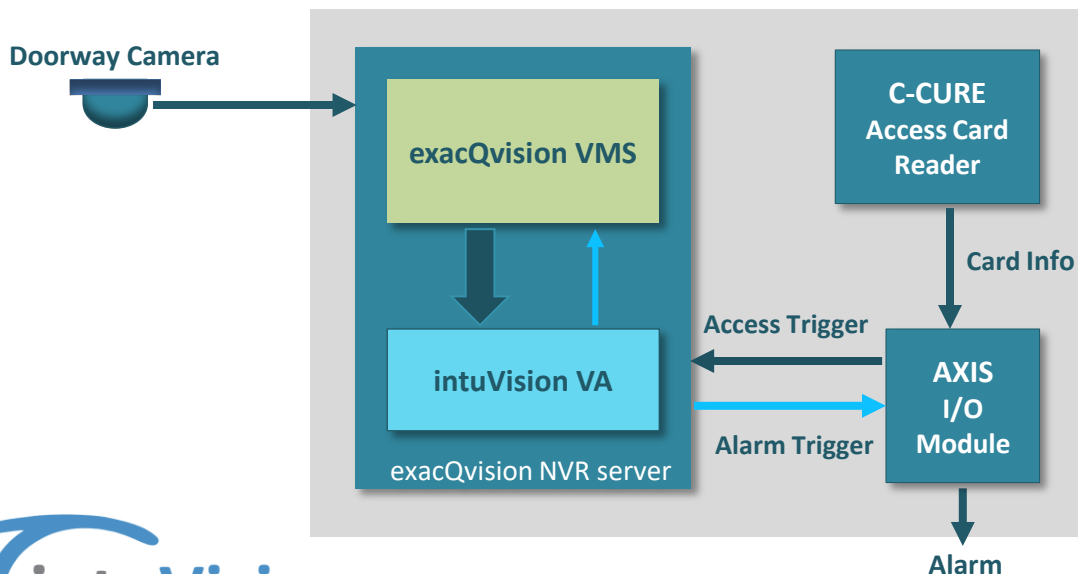 Doorway Camera
exacQvision VMS
intuVision VA
exacQvision NVR server
C-CURE
Access Card
Reader
Card Info
Access Trigger
Alarm Trigger
AXIS
I/O
Module
Alarm